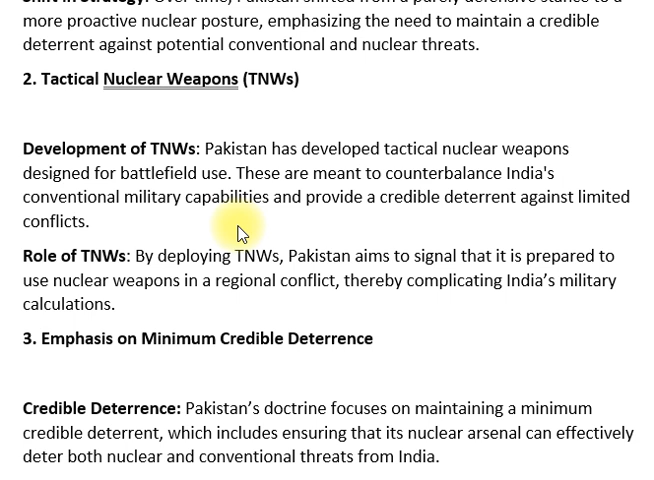 more proactive nuclear posture, emphasizing the need to maintain a credible
deterrent against potential conventional and nuclear threats.
2. Tactical Nuclear Weapons (TNWs)
Development of TNWs: Pakistan has developed tactical nuclear weapons
designed for battlefield use. These are meant to counterbalance India's
conventional military capabilities and provide a credible deterrent against limited
conflicts.
Role of TNWs: By deploying TNWs, Pakistan aims to signal that it is prepared to
use nuclear weapons in a regional conflict, thereby complicating India’s military
calculations.
3. Emphasis on Minimum Credible Deterrence
Credible Deterrence: Pakistan’s doctrine focuses on maintaining a minimum
credible deterrent, which includes ensuring that its nuclear arsenal can effectively
deter both nuclear and conventional threats from India.